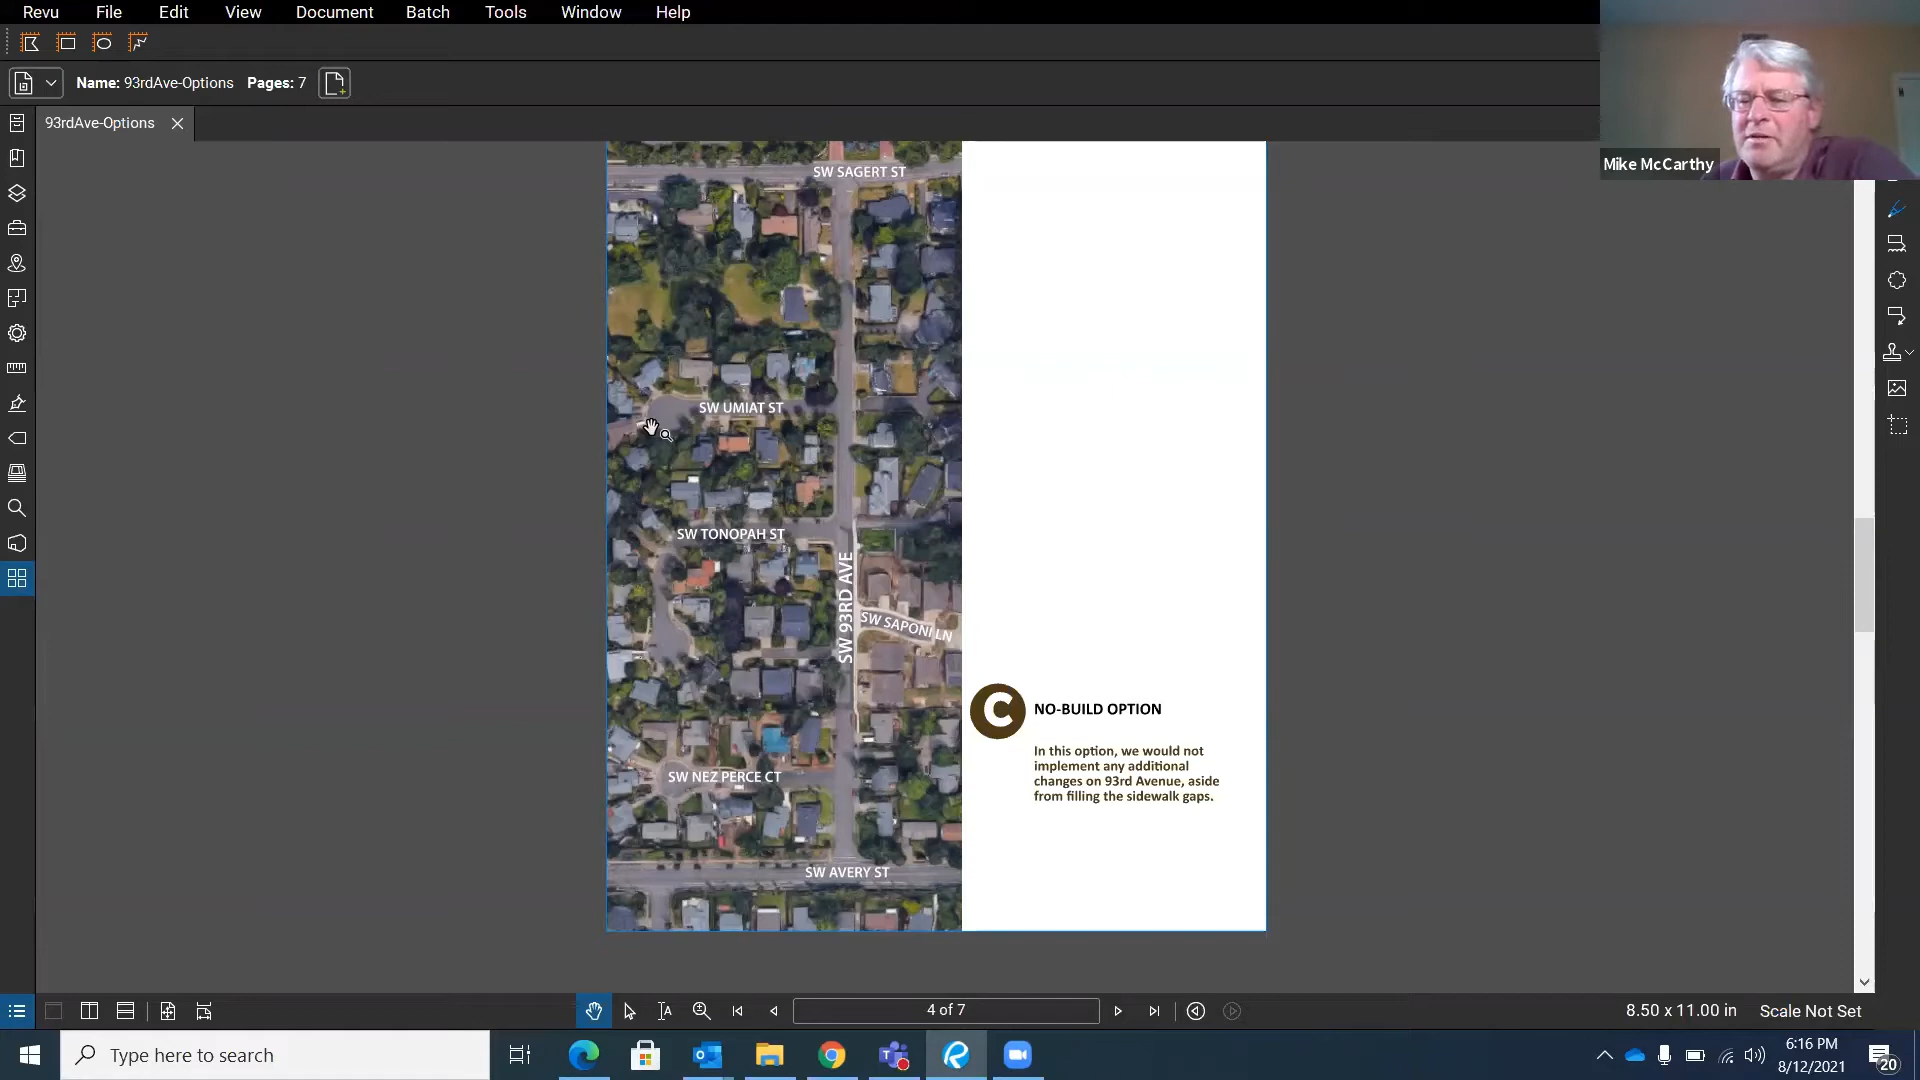 Revu File Edit View Document Batch Tools Window Help
Name: 93rdAve-Options Pages: 7
93rdAve-Options
Mike McCarthy
SW SAGERT ST
SW UMIAT ST
SW TONOPAH ST
SW 93RD AVE
SW SAPONI LN
C NO-BUILD OPTION
In this option, we would not
implement any additional
changes on 93rd Avenue, aside
from filling the sidewalk gaps.
SW NEZ PERCE CT
SW AVERY ST
4 of 7
8.50 x 11.00 in Scale Not Set
Type here to search
6:16 PM
8/12/2021
20